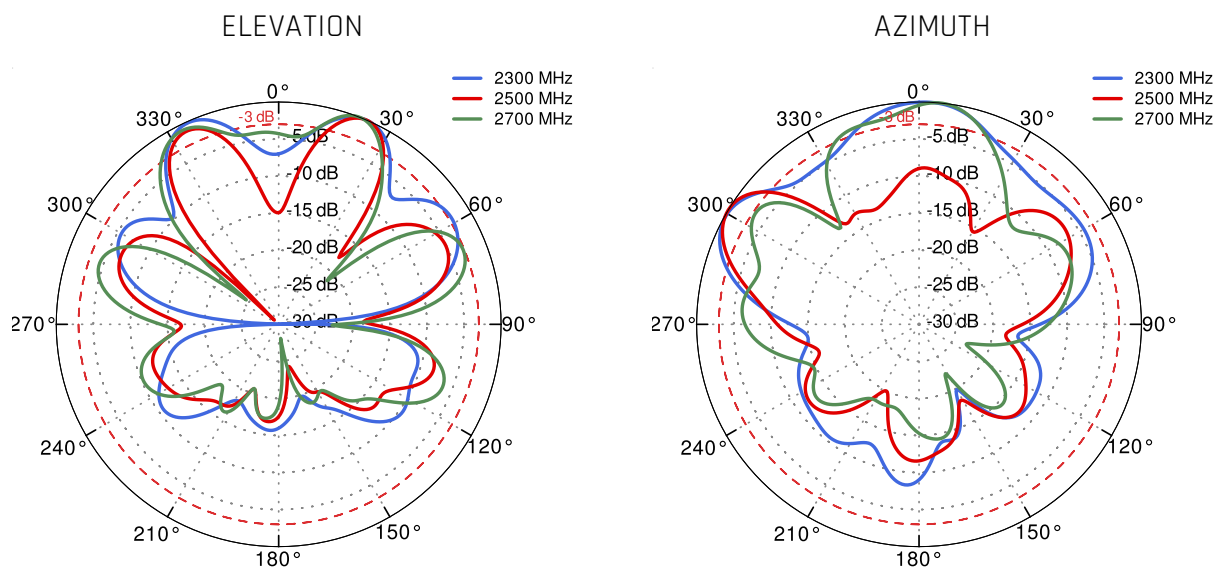 ELEVATION
2300 MHz
2500 MHz
2700 MHz
0°
30°
60°
90°
120°
150°
180°
210°
240°
270°
300°
330°
-3 dB
-5 dB
-10 dB
-15 dB
-20 dB
-25 dB
-30 dB
AZIMUTH
2300 MHz
2500 MHz
2700 MHz
0°
30°
60°
90°
120°
150°
180°
210°
240°
270°
300°
330°
-3 dB
-5 dB
-10 dB
-15 dB
-20 dB
-25 dB
-30 dB